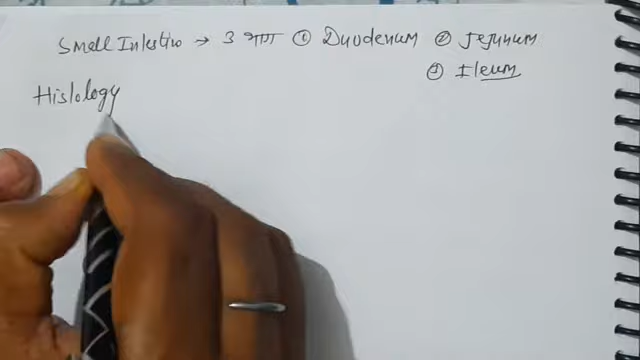 Small Intestine → 3 भाग ① Duodenum ② Jejunum
③ Ileum
Histology